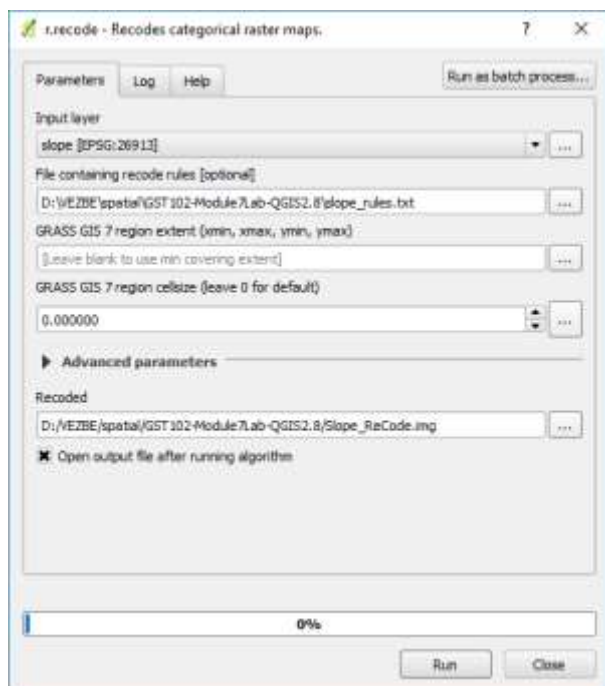 r.recode - Recodes categorical raster maps.
? ×
Parameters Log Help Run as batch process...
Input layer
slope [EPSG:26913]
...
File containing recode rules [optional]
D:\VEZBE\spatial\GST102-Module7Lab-QGIS2.8\slope_rules.txt
...
GRASS GIS 7 region extent (xmin, xmax, ymin, ymax)
[Leave blank to use min covering extent]
...
GRASS GIS 7 region cellsize (leave 0 for default)
0.000000
...
Advanced parameters
Recoded
D:/VEZBE/spatial/GST102-Module7Lab-QGIS2.8/Slope_ReCode.img
...
Open output file after running algorithm
0%
Run Close